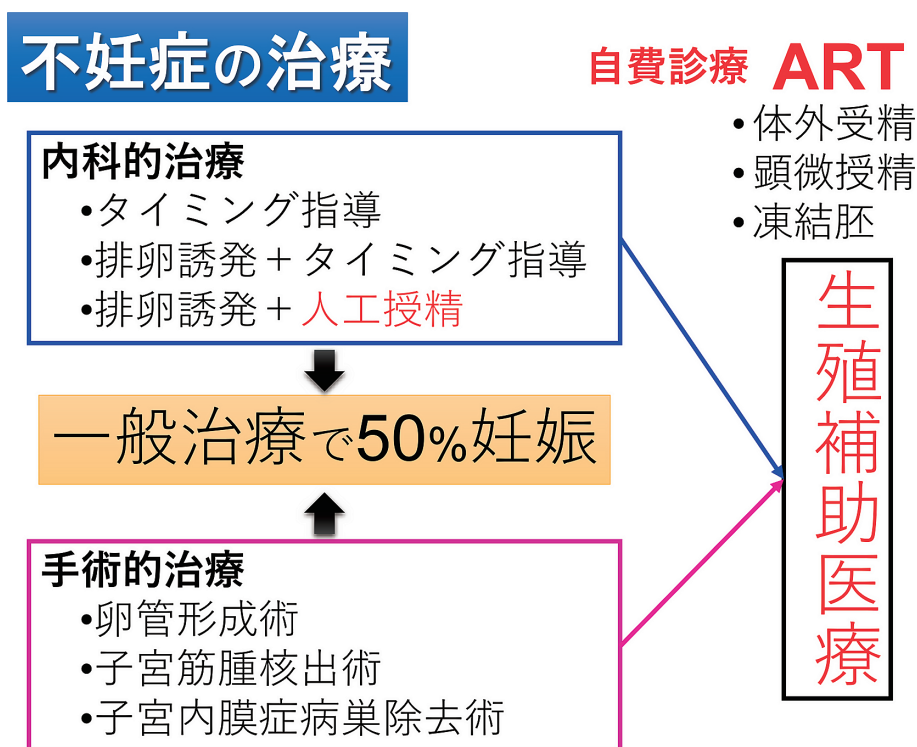 不妊症の治療
自費診療 ART
•体外受精
•顕微授精
•凍結胚
内科的治療
•タイミング指導
•排卵誘発＋タイミング指導
•排卵誘発＋人工授精
一般治療で50%妊娠
手術的治療
•卵管形成術
•子宮筋腫核出術
•子宮内膜症病巣除去術
生殖補助医療